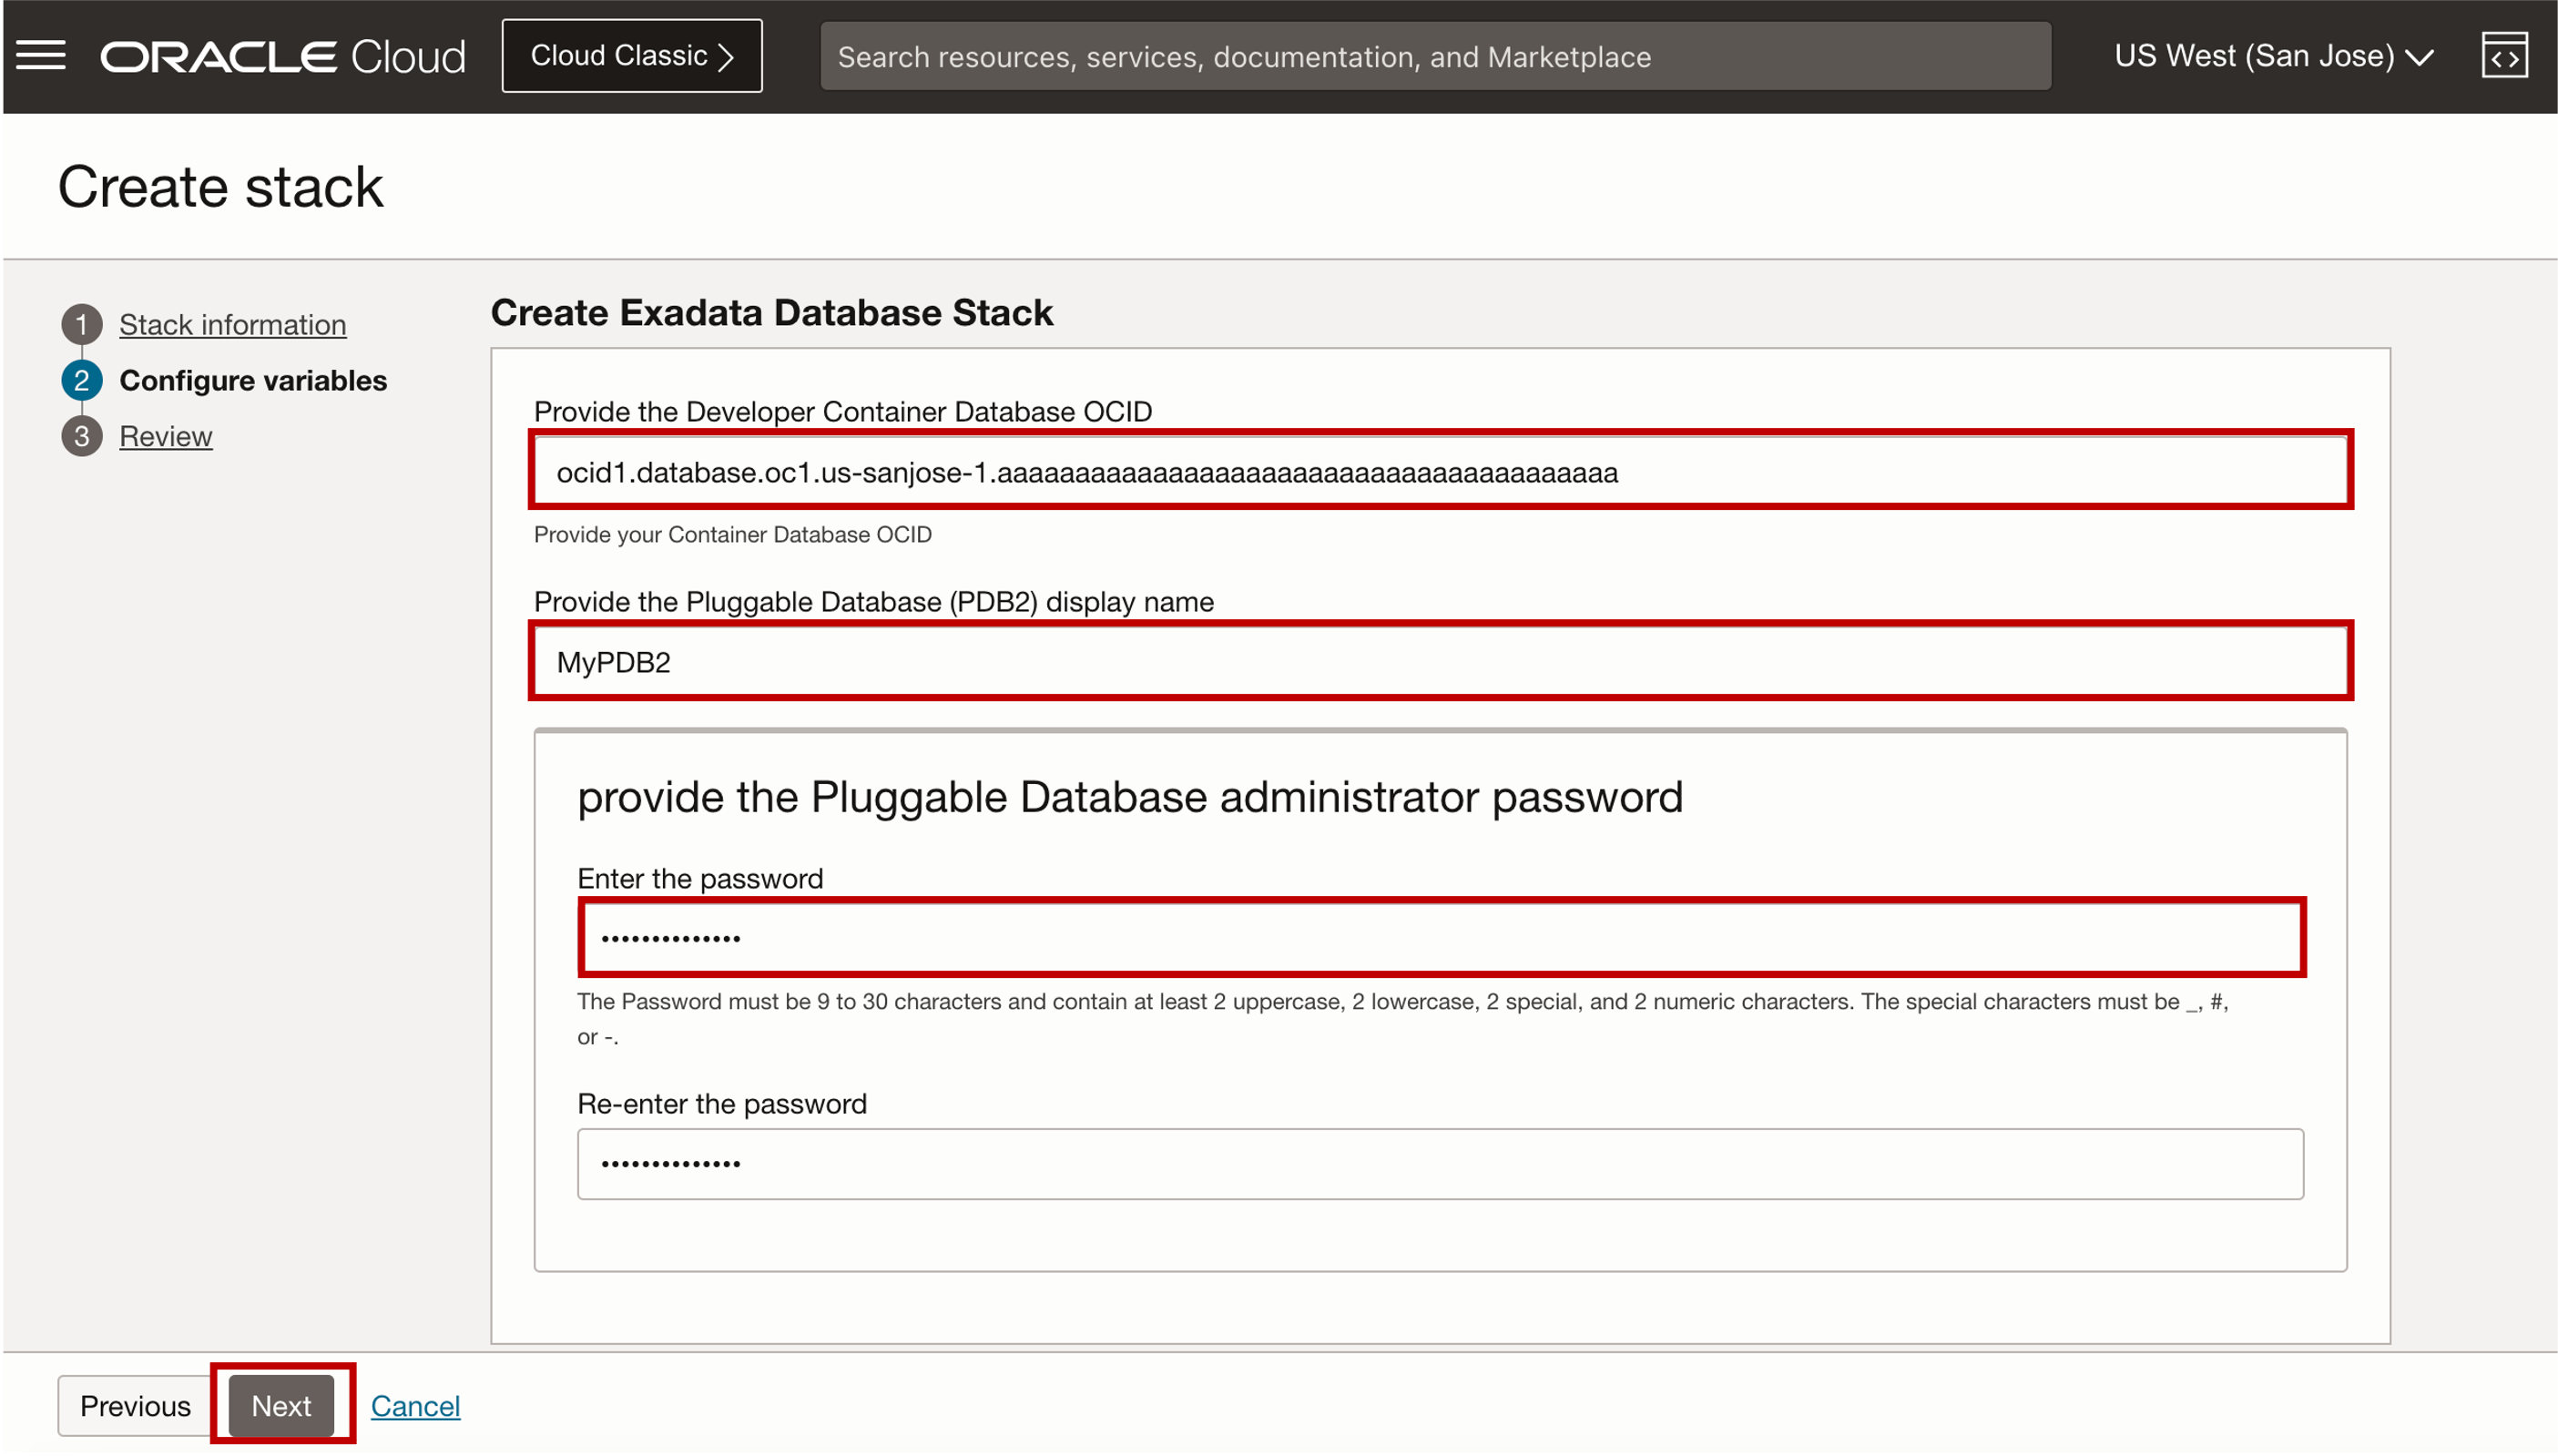 ORACLE Cloud
Cloud Classic
Search resources, services, documentation, and Marketplace
US West (San Jose)
Create stack
1 Stack information
2 Configure variables
3 Review
Create Exadata Database Stack
Provide the Developer Container Database OCID
ocid1.database.oc1.us-sanjose-1.aaaaaaaaaaaaaaaaaaaaaaaaaaaaaaaaaaaaaaaa
Provide your Container Database OCID
Provide the Pluggable Database (PDB2) display name
MyPDB2
provide the Pluggable Database administrator password
Enter the password
••••••••••••••
The Password must be 9 to 30 characters and contain at least 2 uppercase, 2 lowercase, 2 special, and 2 numeric characters. The special characters must be _, #,
or -.
Re-enter the password
••••••••••••••
Previous
Next
Cancel